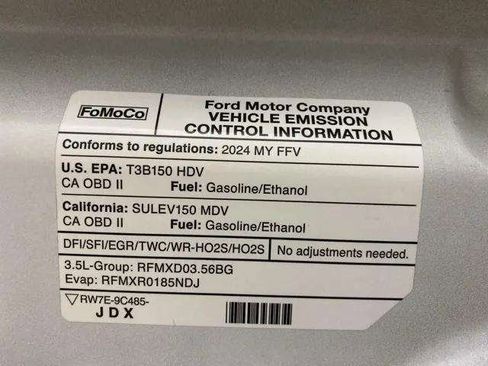 FoMoCo
Ford Motor Company
VEHICLE EMISSION
CONTROL INFORMATION
Conforms to regulations: 2024 MY FFV
U.S. EPA: T3B150 HDV
CA OBD II Fuel: Gasoline/Ethanol
California: SULEV150 MDV
CA OBD II Fuel: Gasoline/Ethanol
DFI/SFI/EGR/TWC/WR-HO2S/HO2S No adjustments needed.
3.5L-Group: RFMXD03.56BG
Evap: RFMXR0185NDJ
RW7E-9C485-
JDX